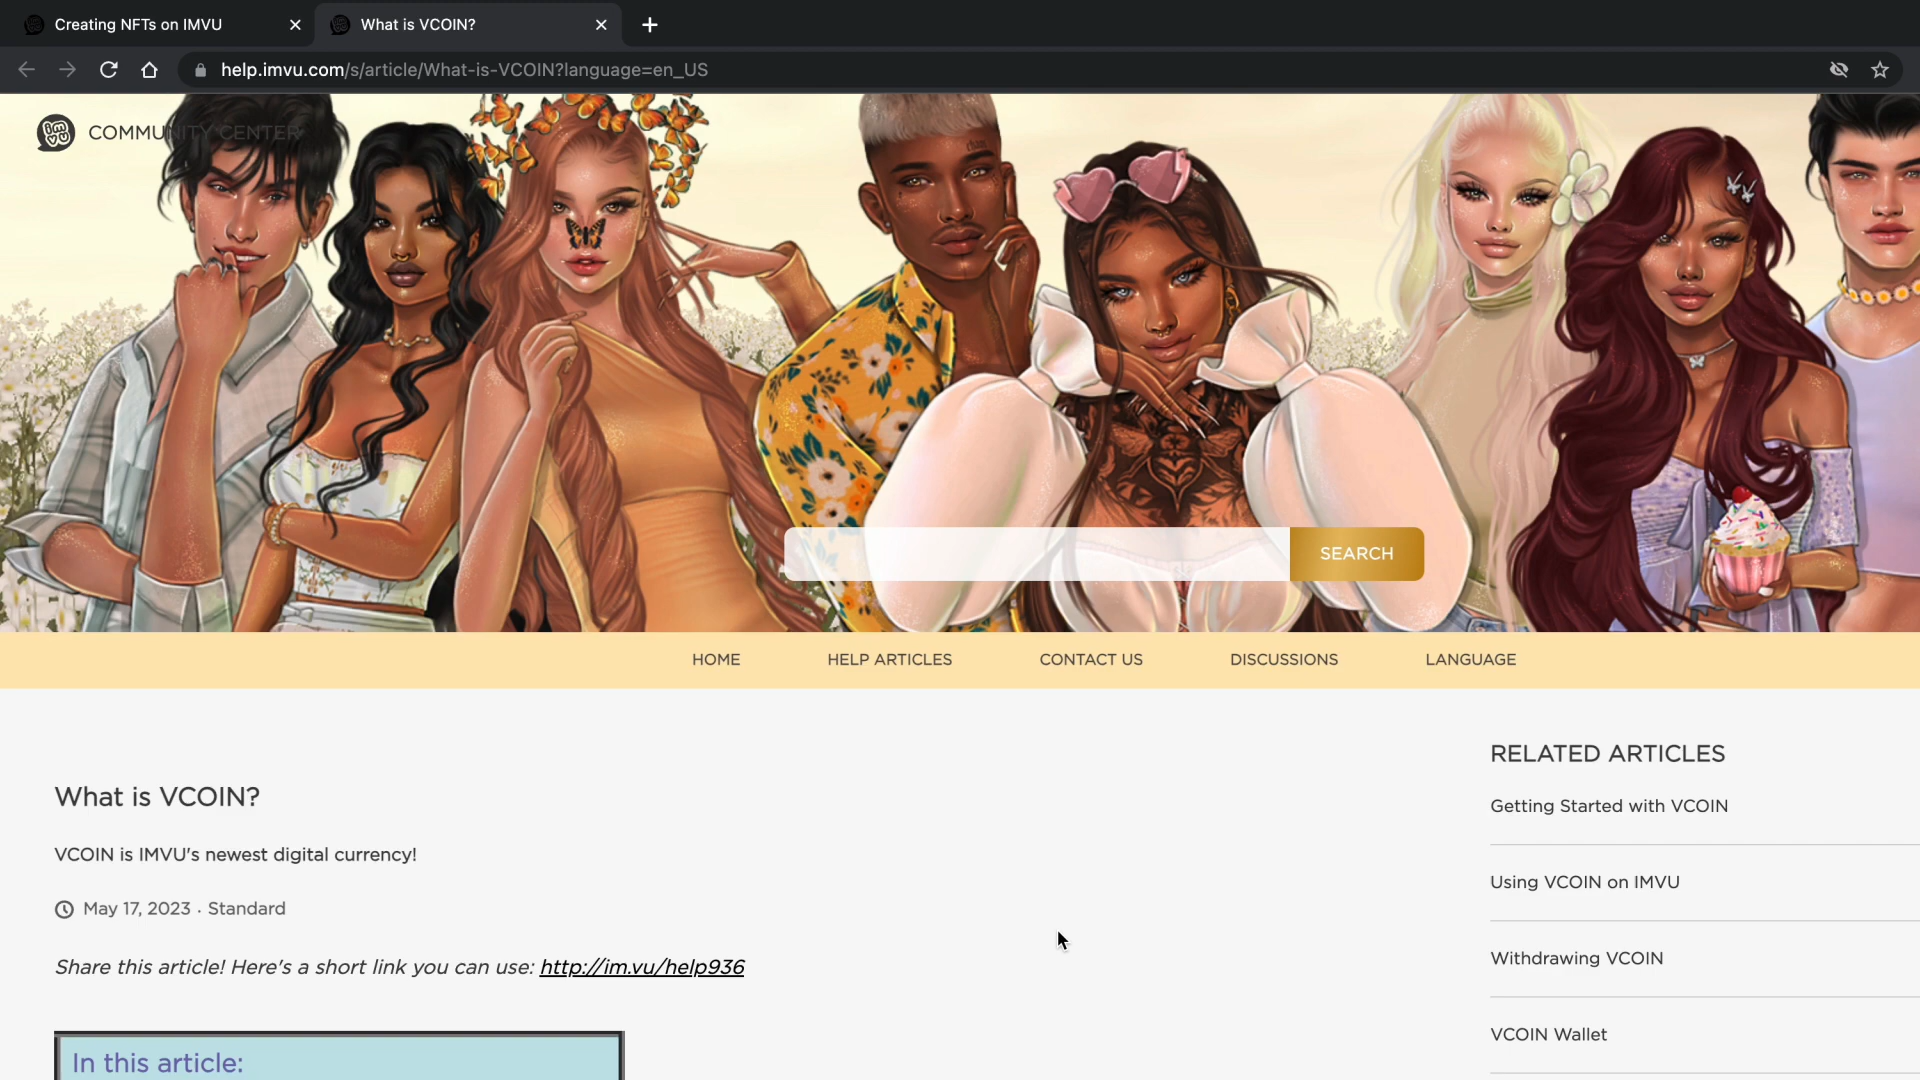 Creating NFTs on IMVU
What is VCOIN?
help.imvu.com/s/article/What-is-VCOIN?language=en_US
imvu COMMUNITY CENTER
SEARCH
HOME HELP ARTICLES CONTACT US DISCUSSIONS LANGUAGE
What is VCOIN?
VCOIN is IMVU's newest digital currency!
May 17, 2023 · Standard
Share this article! Here's a short link you can use: http://im.vu/help936
In this article:
RELATED ARTICLES
Getting Started with VCOIN
Using VCOIN on IMVU
Withdrawing VCOIN
VCOIN Wallet